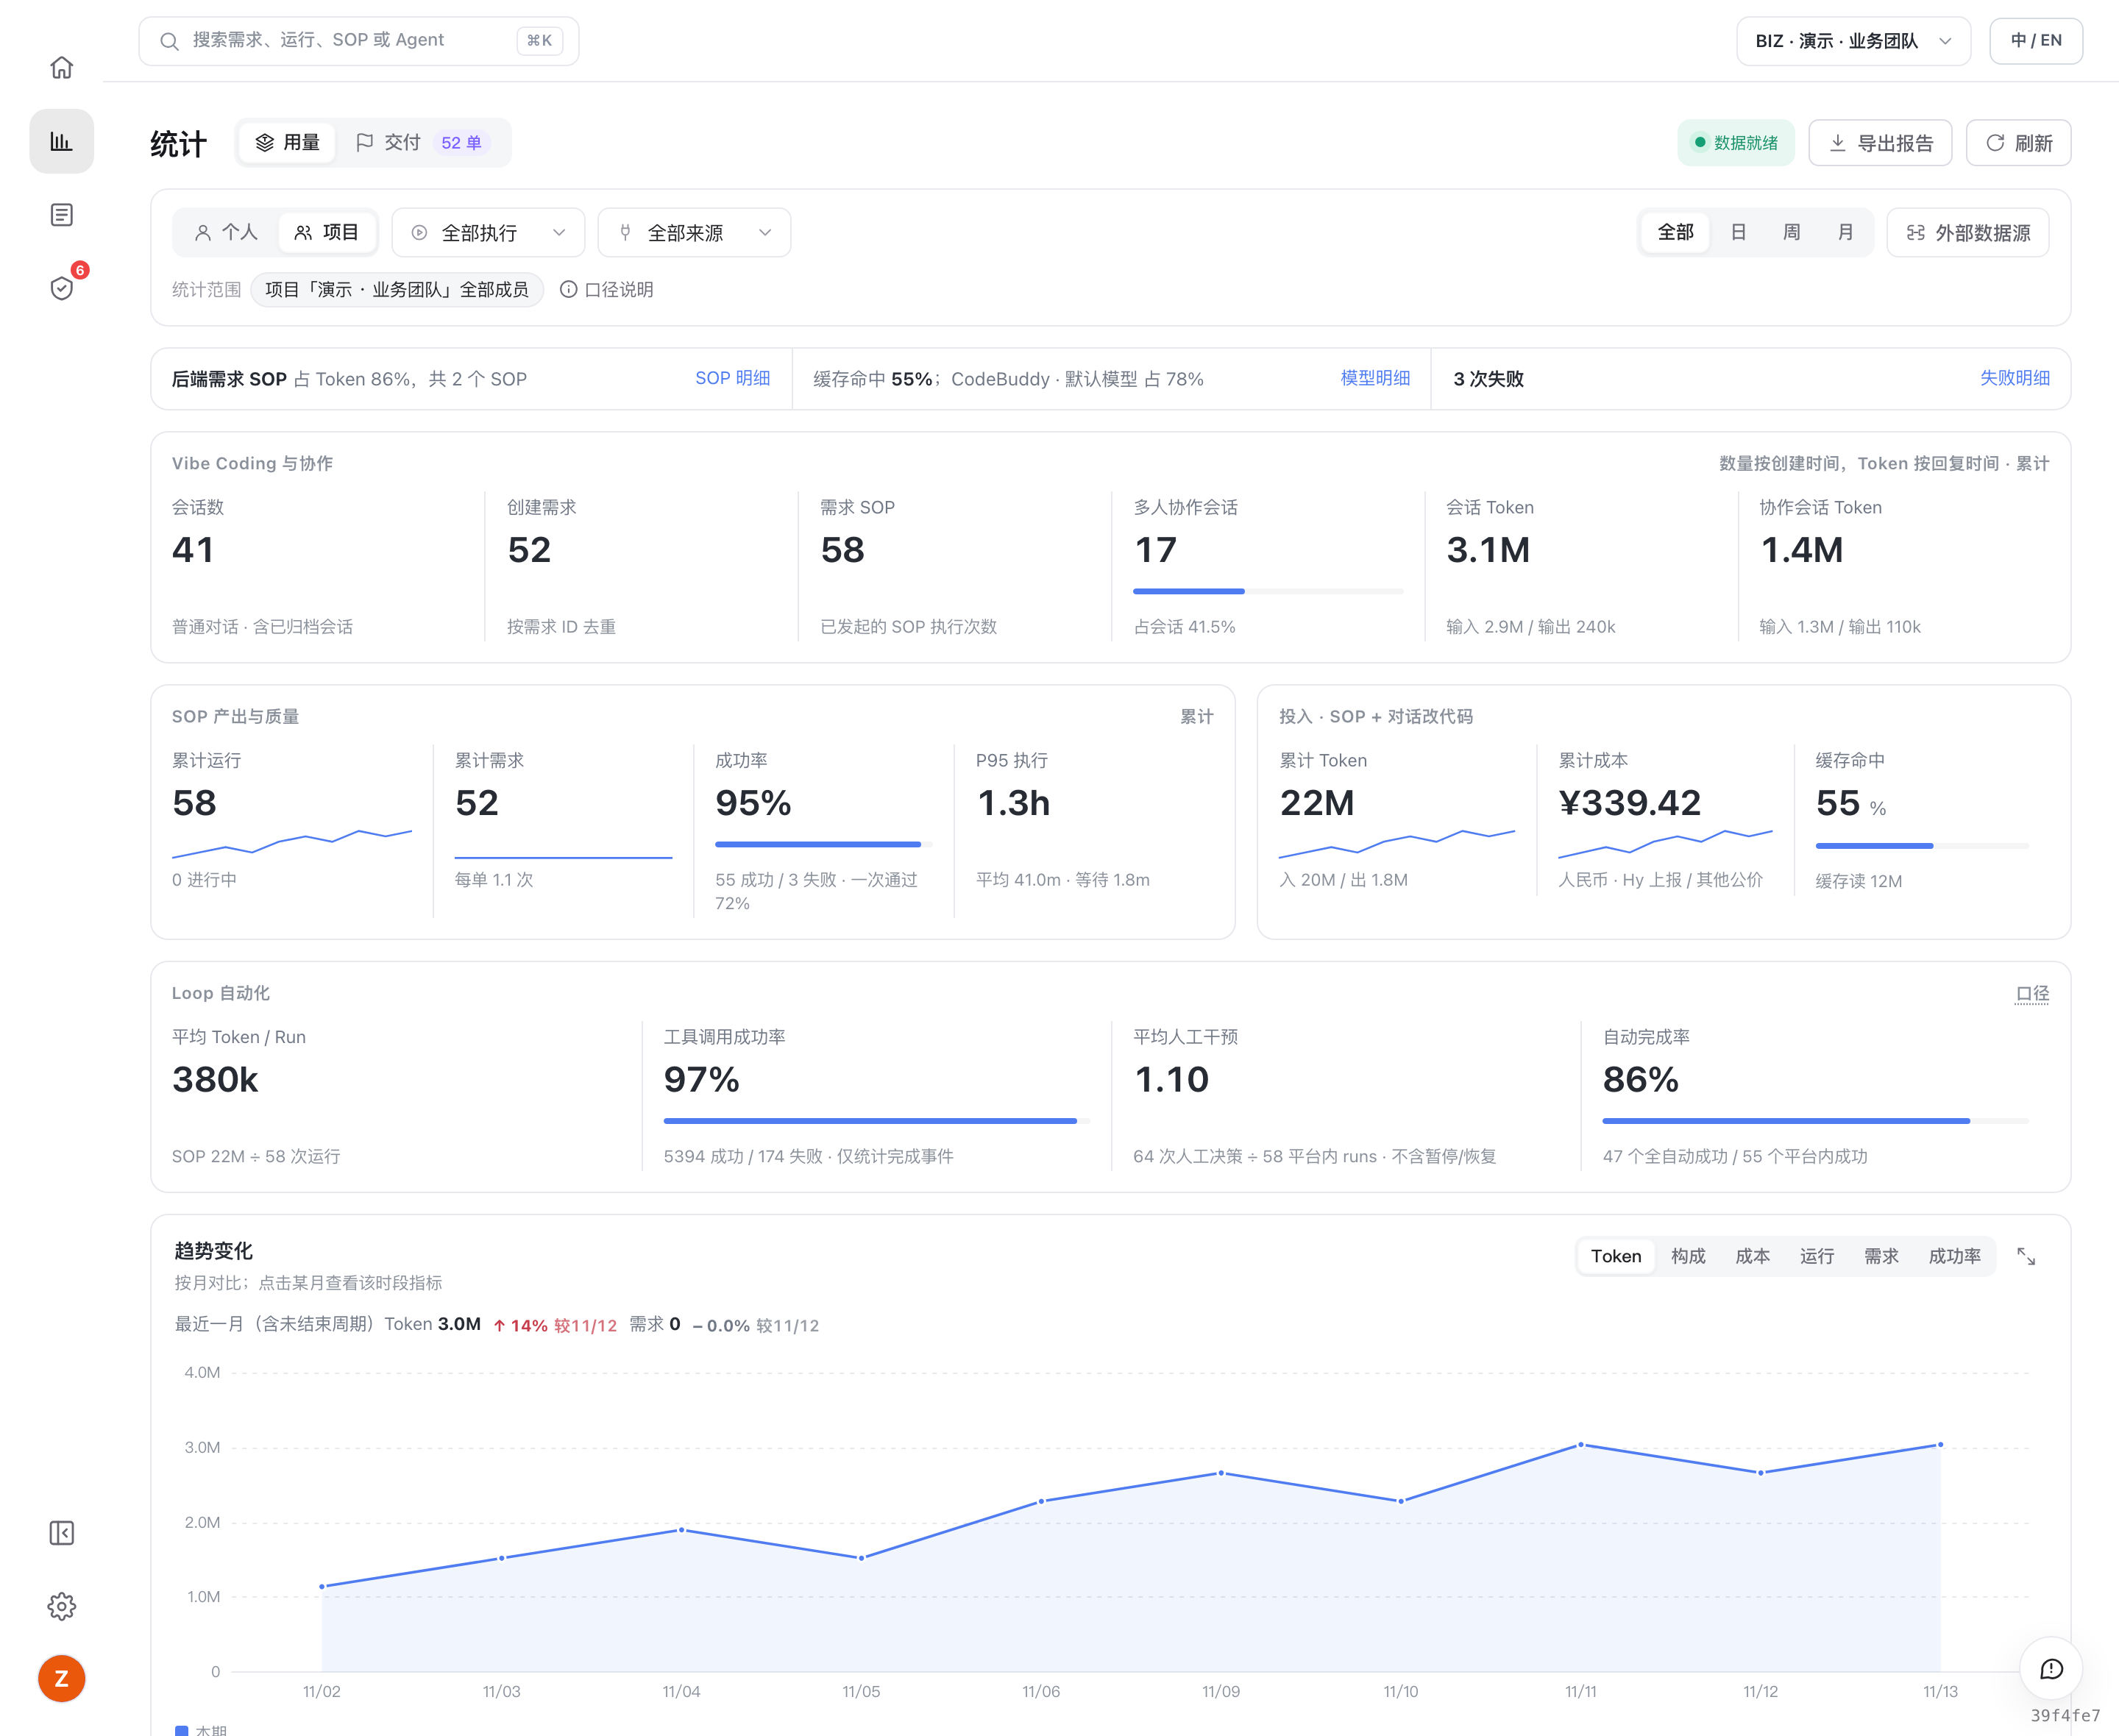 搜索需求、运行、SOP 或 Agent
⌘K
BIZ · 演示 · 业务团队
中 / EN
统计
用量
交付 52 单
数据就绪
导出报告
刷新
6
个人
项目
全部执行
全部来源
全部
日
周
月
外部数据源
统计范围 项目「演示 · 业务团队」全部成员 口径说明
后端需求 SOP 占 Token 86%，共 2 个 SOP
SOP 明细
缓存命中 55%；CodeBuddy · 默认模型 占 78%
模型明细
3 次失败
失败明细
Vibe Coding 与协作
数量按创建时间，Token 按回复时间 · 累计
会话数
41
普通对话 · 含已归档会话
创建需求
52
按需求 ID 去重
需求 SOP
58
已发起的 SOP 执行次数
多人协作会话
17
占会话 41.5%
会话 Token
3.1M
输入 2.9M / 输出 240k
协作会话 Token
1.4M
输入 1.3M / 输出 110k
SOP 产出与质量
累计
累计运行
58
0 进行中
累计需求
52
每单 1.1 次
成功率
95%
55 成功 / 3 失败 · 一次通过
72%
P95 执行
1.3h
平均 41.0m · 等待 1.8m
投入 · SOP + 对话改代码
累计 Token
22M
入 20M / 出 1.8M
累计成本
¥339.42
人民币 · Hy 上报 / 其他公价
缓存命中
55 %
缓存读 12M
Loop 自动化
口径
平均 Token / Run
380k
SOP 22M ÷ 58 次运行
工具调用成功率
97%
5394 成功 / 174 失败 · 仅统计完成事件
平均人工干预
1.10
64 次人工决策 ÷ 58 平台内 runs · 不含暂停/恢复
自动完成率
86%
47 个全自动成功 / 55 个平台内成功
趋势变化
按月对比；点击某月查看该时段指标
Token
构成
成本
运行
需求
成功率
最近一月（含未结束周期）Token 3.0M ↑ 14% 较11/12 需求 0 – 0.0% 较11/12
4.0M
3.0M
2.0M
1.0M
0
11/02
11/03
11/04
11/05
11/06
11/09
11/10
11/11
11/12
11/13
本期
Z
39f4fe7